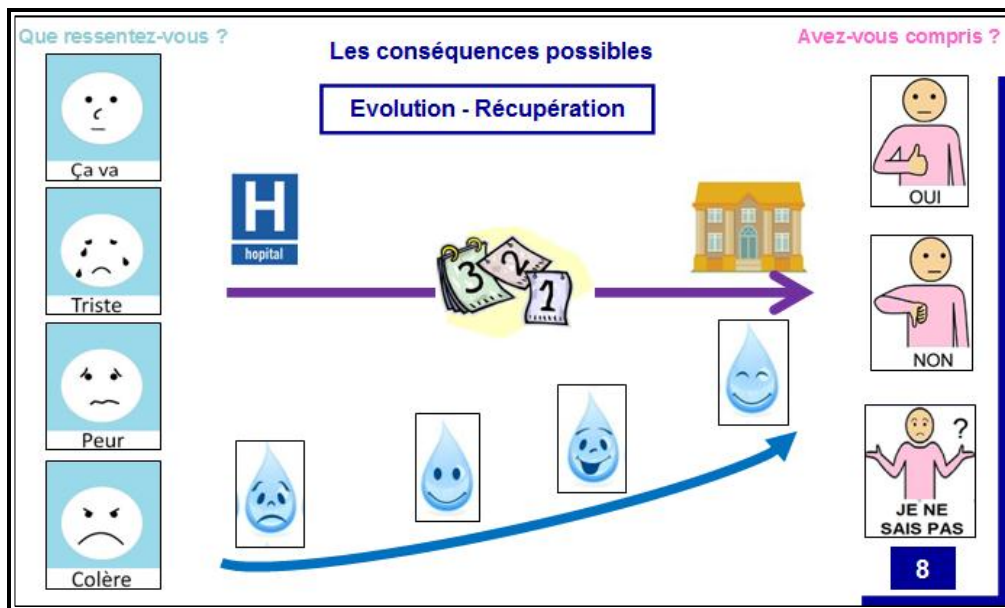 Que ressentez-vous ?
Les conséquences possibles
Avez-vous compris ?
Evolution - Récupération
Ça va
Triste
Peur
Colère
H
hopital
3
2
1
OUI
NON
?
JE NE
SAIS PAS
8